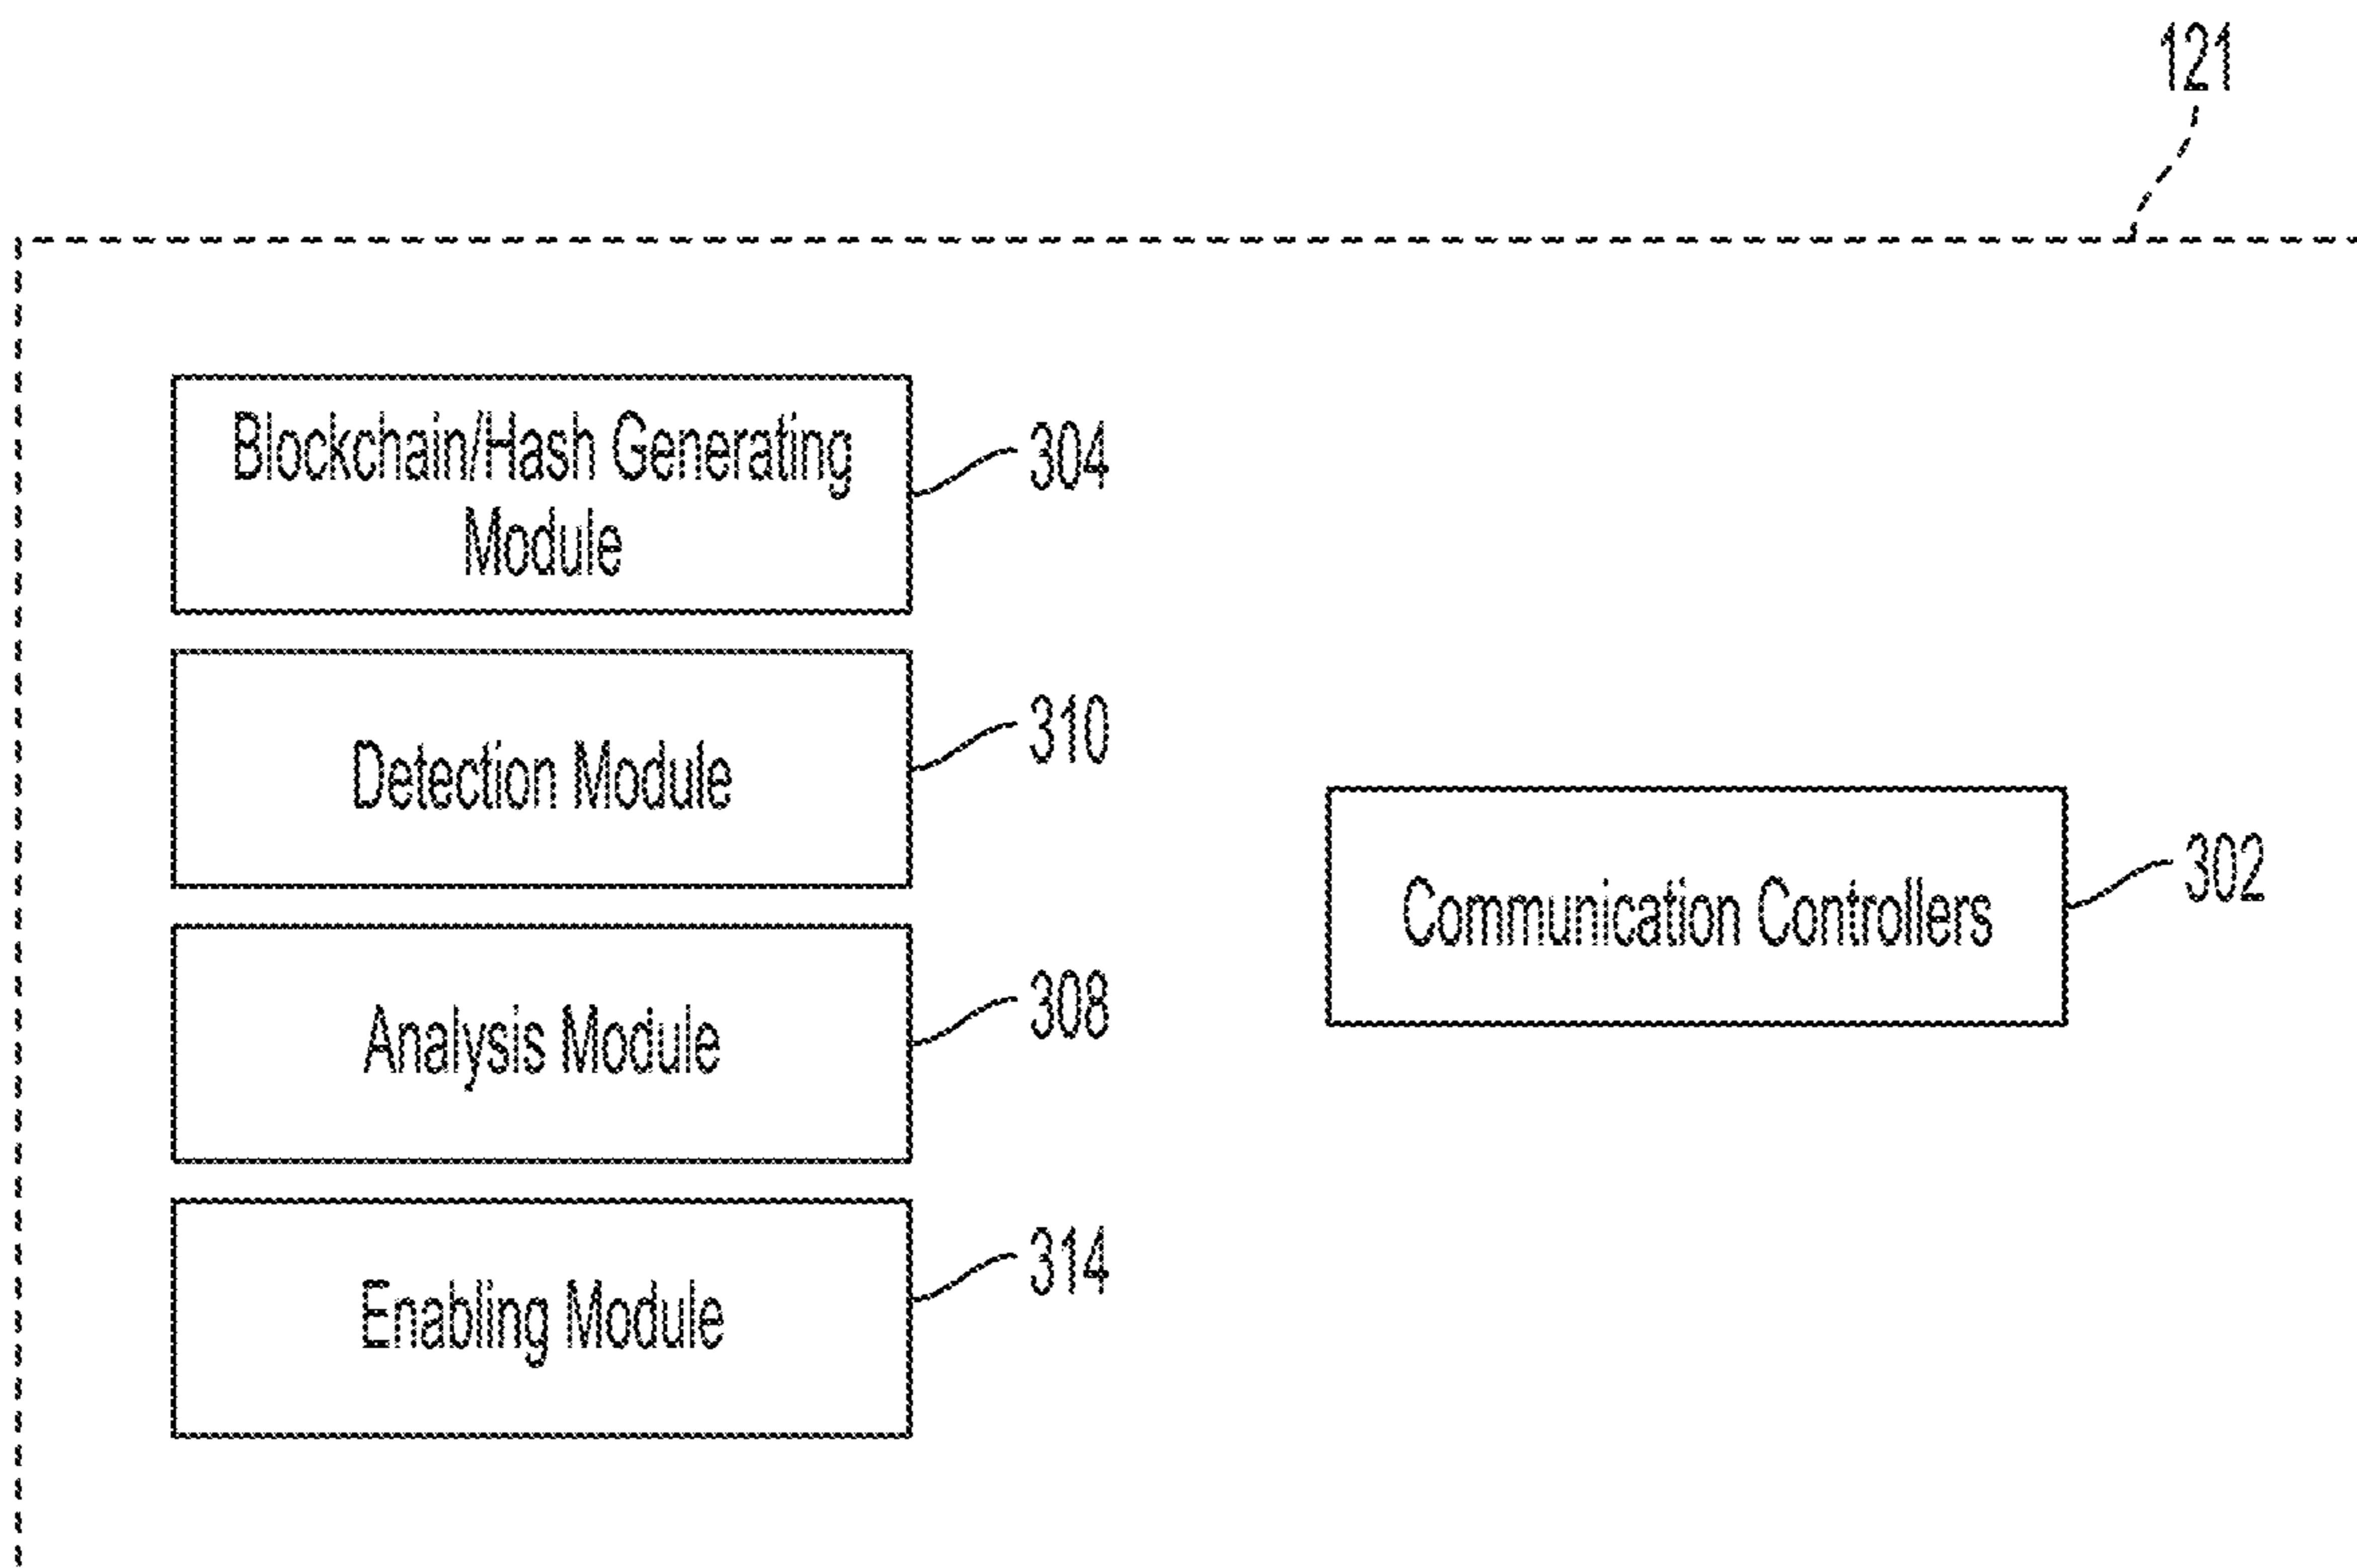 121
Blockchain/Hash Generating
Module
304
Detection Module
310
Communication Controllers
302
Analysis Module
308
Enabling Module
314